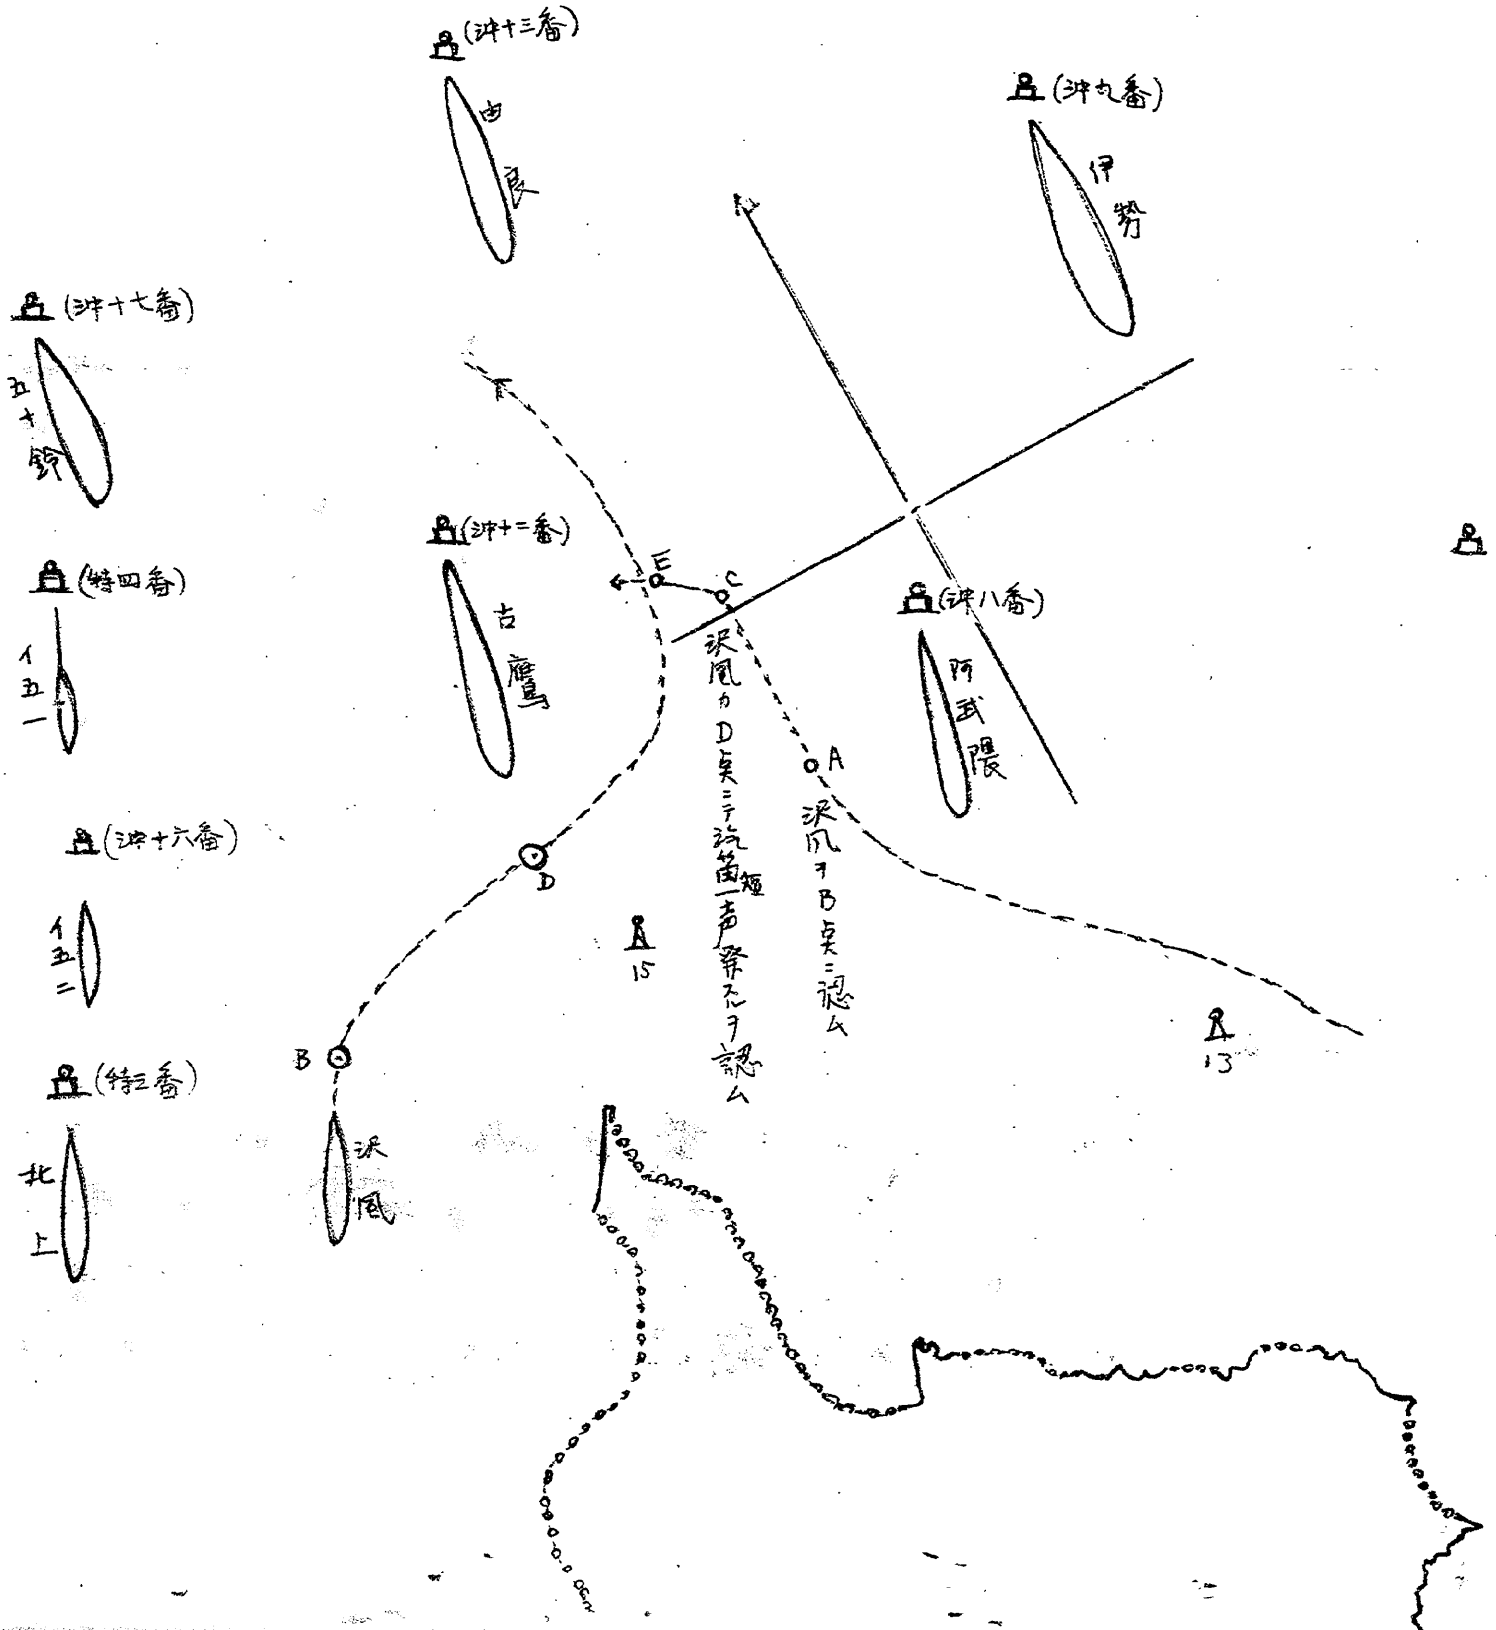 (沖十三番)
由良
(沖九番)
伊勢
(沖十七番)
五十鈴
F
(沖十二番)
古鷹
E
C
(特四番)
イ五一
(沖八番)
阿武隈
沢風ガD点ニテ汽笛短一声発スルヲ認ム
A
沢風ヲB点ニ認ム
(沖十六番)
イ五二
D
15
13
B
(特三番)
北上
沢風